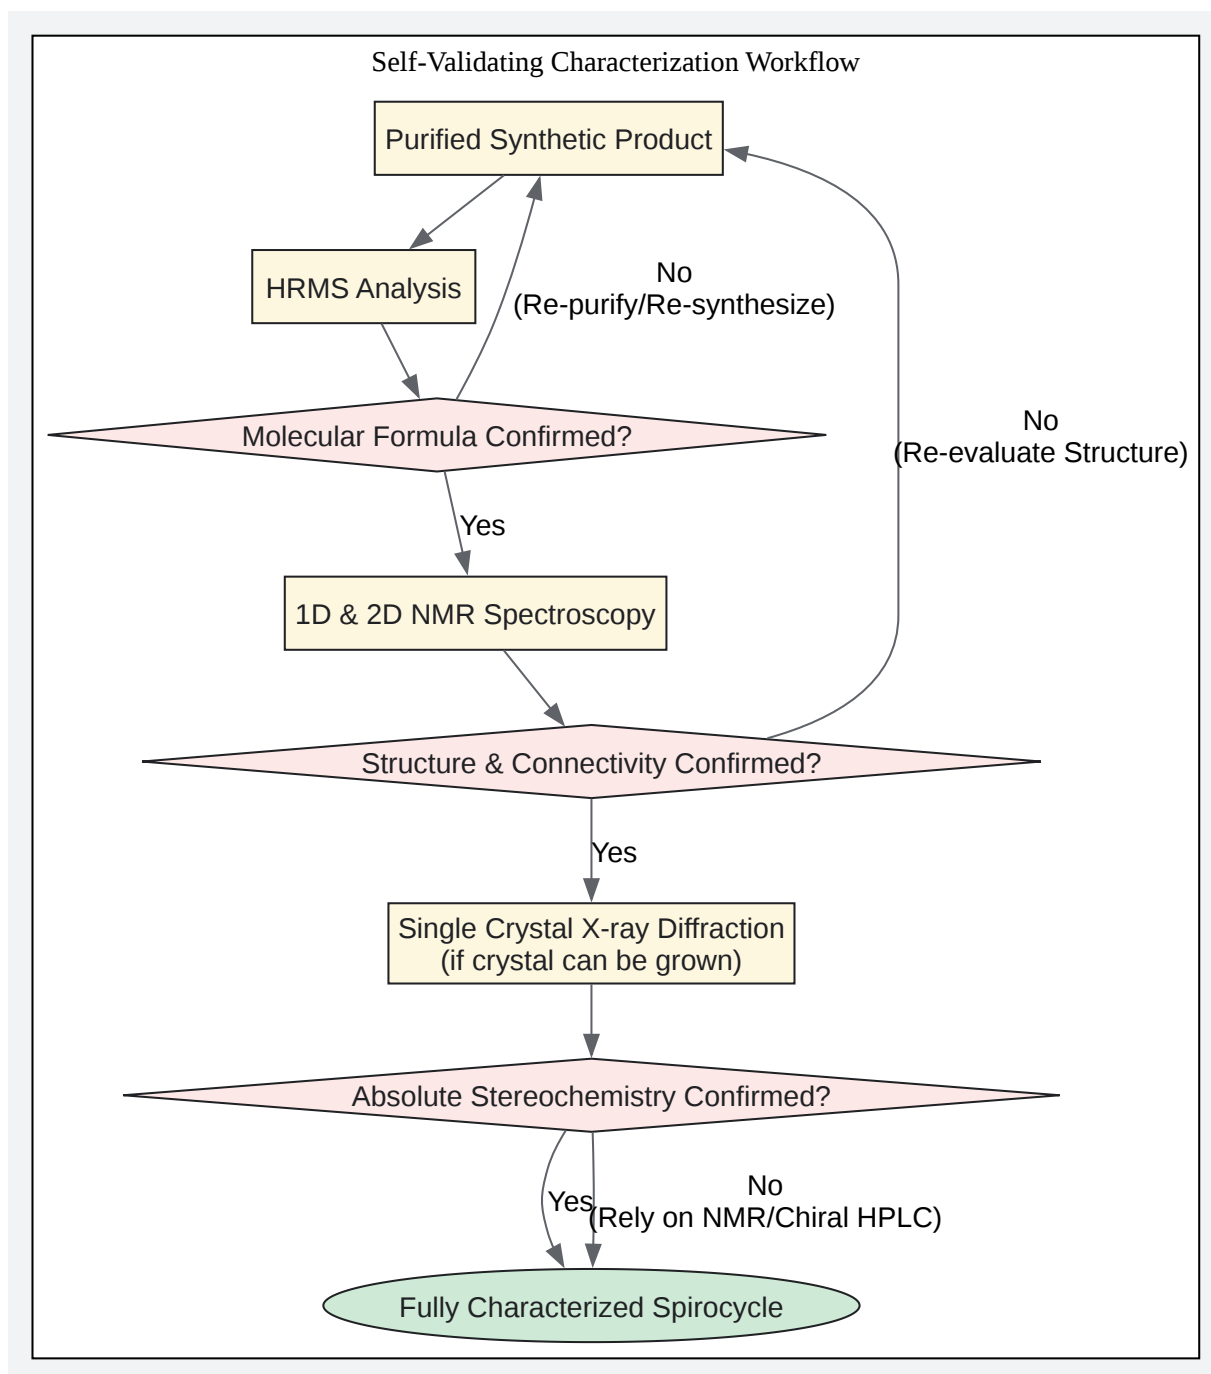 Self-Validating Characterization Workflow
Purified Synthetic Product
HRMS Analysis
No
(Re-purify/Re-synthesize)
Molecular Formula Confirmed?
No
(Re-evaluate Structure)
Yes
1D & 2D NMR Spectroscopy
Structure & Connectivity Confirmed?
Yes
Single Crystal X-ray Diffraction
(if crystal can be grown)
Absolute Stereochemistry Confirmed?
Yes
No
(Rely on NMR/Chiral HPLC)
Fully Characterized Spirocycle